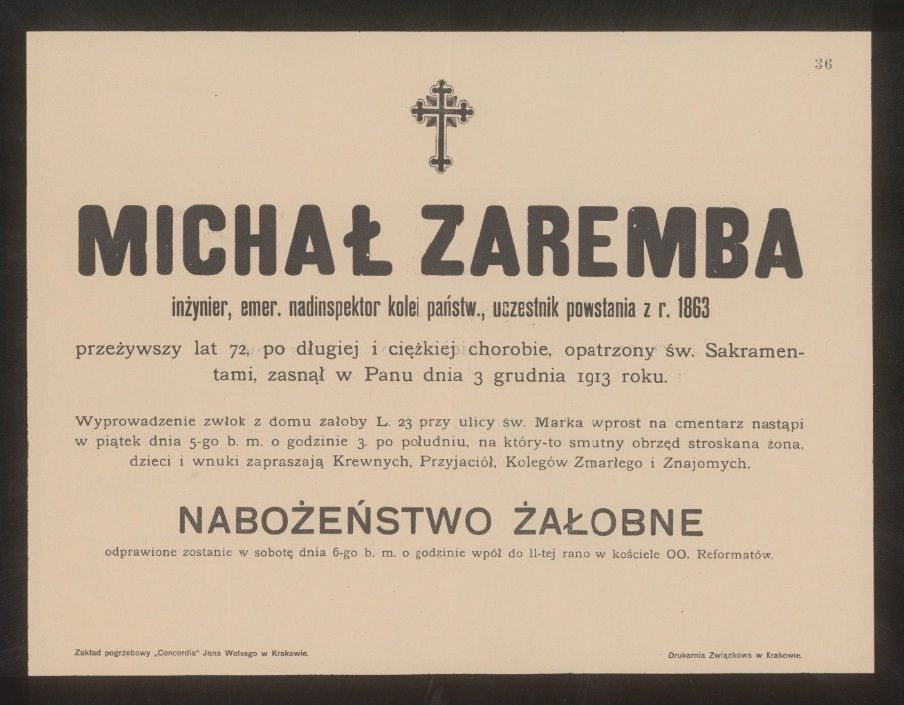 36
MICHAŁ ZAREMBA
inżynier, emer. nadinspektor kolei państw., uczestnik powstania z r. 1863
przeżywszy lat 72, po długiej i ciężkiej chorobie, opatrzony św. Sakramen-
tami, zasnął w Panu dnia 3 grudnia 1913 roku.
Wyprowadzenie zwłok z domu żałoby L. 23 przy ulicy św. Marka wprost na cmentarz nastąpi
w piątek dnia 5-go b. m. o godzinie 3. po południu, na który-to smutny obrzęd stroskana żona,
dzieci i wnuki zapraszają Krewnych, Przyjaciół, Kolegów Zmarłego i Znajomych.
NABOŻEŃSTWO ŻAŁOBNE
odprawione zostanie w sobotę dnia 6-go b. m. o godzinie wpół do 11-tej rano w kościele OO. Reformatów.
Zakład pogrzebowy „Concordia" Jana Wolnego w Krakowie.
Drukarnia Związkowa w Krakowie.